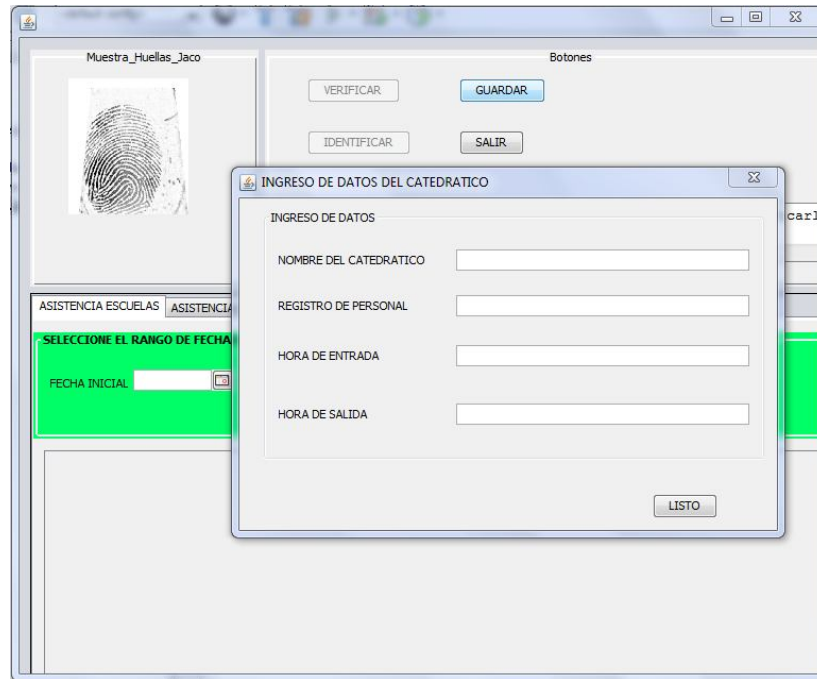 Muestra_Huellas_Jaco
Botones
VERIFICAR
GUARDAR
IDENTIFICAR
SALIR
INGRESO DE DATOS DEL CATEDRATICO
INGRESO DE DATOS
NOMBRE DEL CATEDRATICO
REGISTRO DE PERSONAL
HORA DE ENTRADA
HORA DE SALIDA
LISTO
carl
ASISTENCIA ESCUELAS
ASISTENCIA
SELECCIONE EL RANGO DE FECHA
FECHA INICIAL